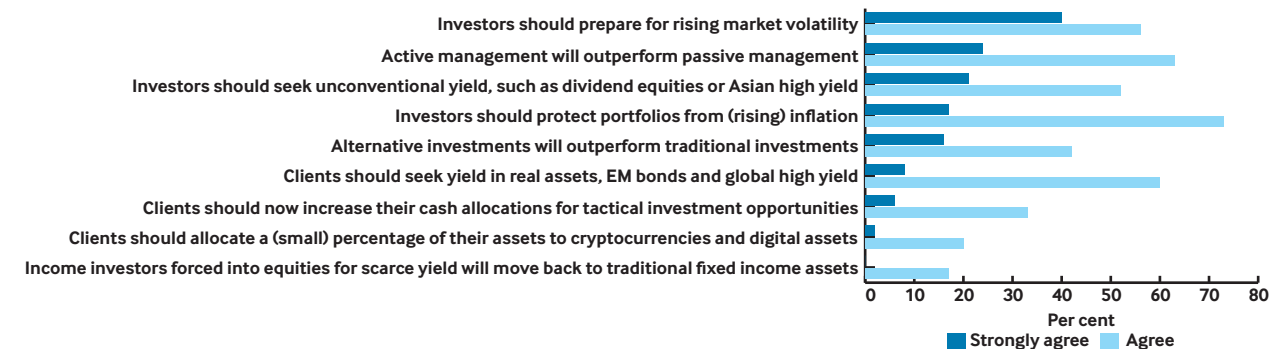 Investors should prepare for rising market volatility
Active management will outperform passive management
Investors should seek unconventional yield, such as dividend equities or Asian high yield
Investors should protect portfolios from (rising) inflation
Alternative investments will outperform traditional investments
Clients should seek yield in real assets, EM bonds and global high yield
Clients should now increase their cash allocations for tactical investment opportunities
Clients should allocate a (small) percentage of their assets to cryptocurrencies and digital assets
Income investors forced into equities for scarce yield will move back to traditional fixed income assets
0 10 20 30 40 50 60 70 80
Per cent
Strongly agree Agree